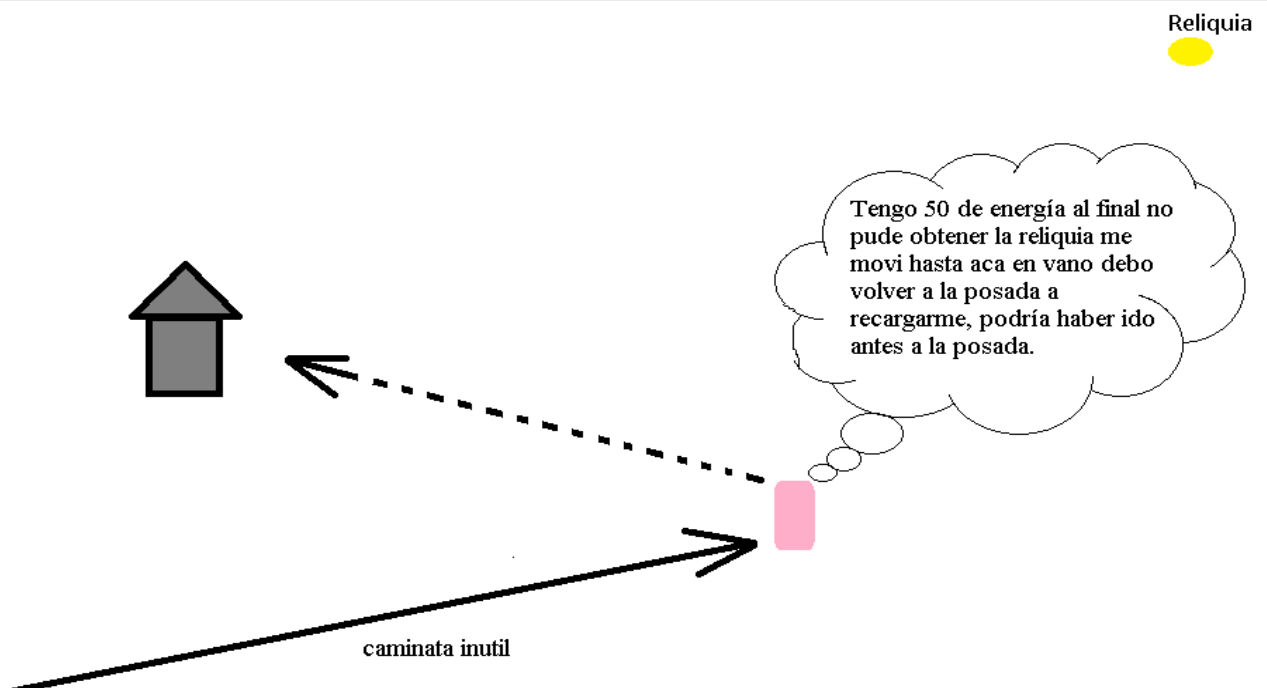 Reliquia
Tengo 50 de energía al final no
pude obtener la reliquia me
movi hasta aca en vano debo
volver a la posada a
recargarme, podría haber ido
antes a la posada.
caminata inutil